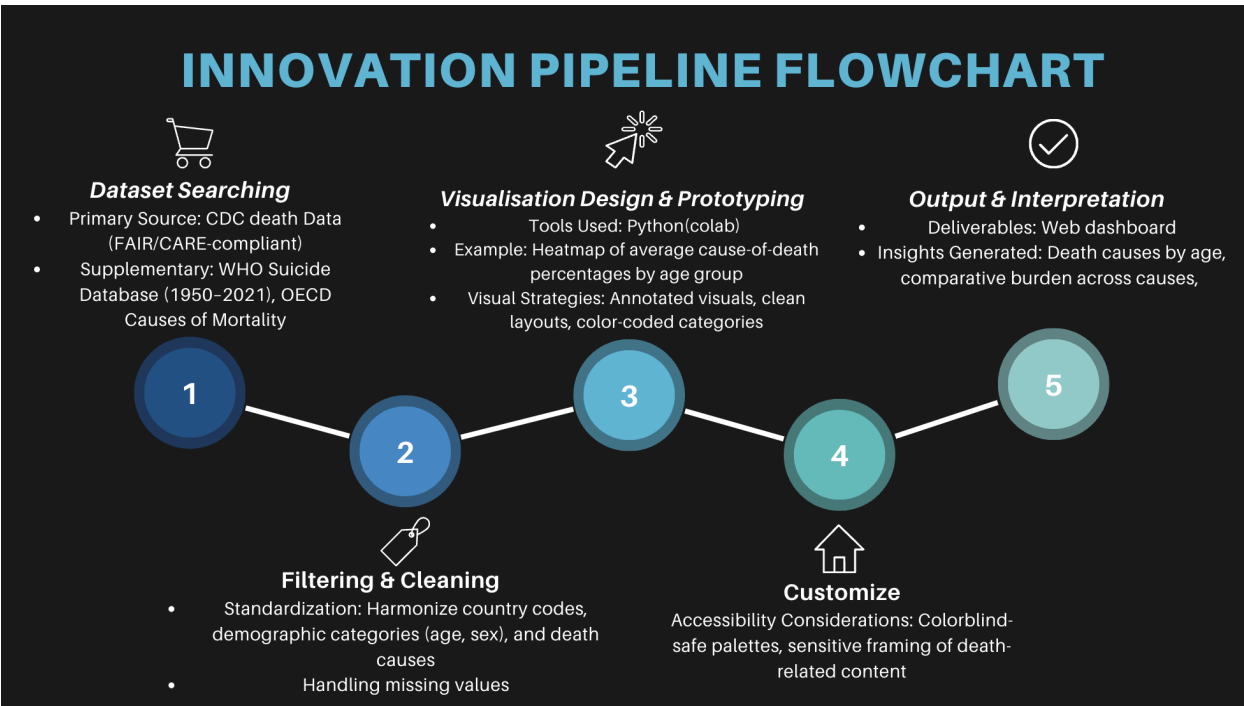 INNOVATION PIPELINE FLOWCHART
Dataset Searching
• Primary Source: CDC death Data
(FAIR/CARE-compliant)
• Supplementary: WHO Suicide
Database (1950–2021), OECD
Causes of Mortality
Visualisation Design & Prototyping
• Tools Used: Python(colab)
• Example: Heatmap of average cause-of-death
percentages by age group
• Visual Strategies: Annotated visuals, clean
layouts, color-coded categories
Output & Interpretation
• Deliverables: Web dashboard
• Insights Generated: Death causes by age,
comparative burden across causes,
1
2
3
4
5
Filtering & Cleaning
• Standardization: Harmonize country codes,
demographic categories (age, sex), and death
causes
• Handling missing values
Customize
Accessibility Considerations: Colorblind-
safe palettes, sensitive framing of death-
related content